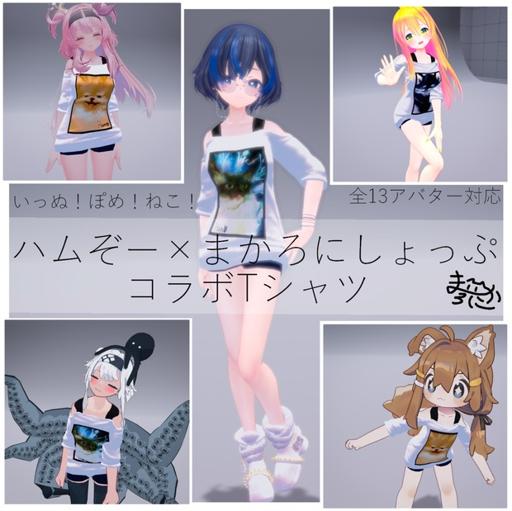 いっぬ！ぽめ！ねこ！
全13アバター対応
ハムぞー×まかろにしょっぷ
コラボTシャツ